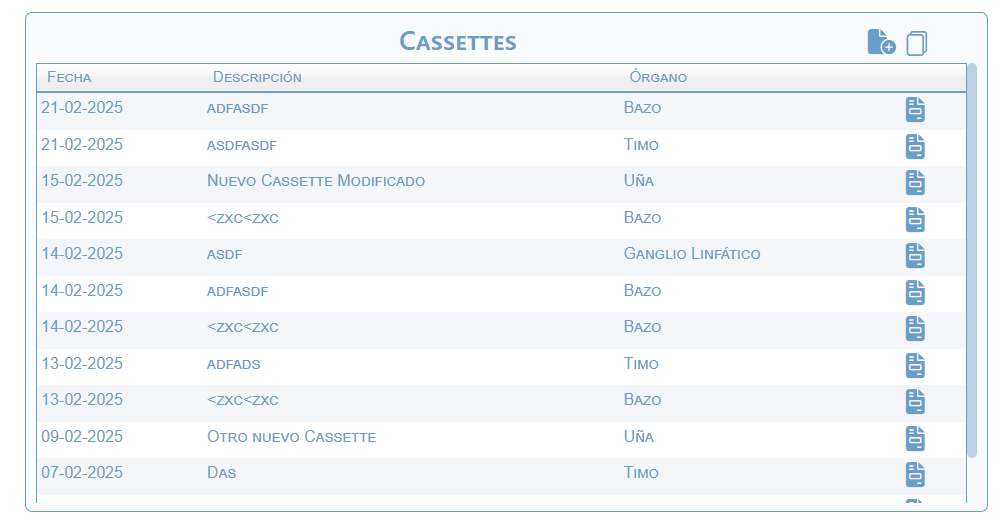 Cassettes
Fecha Descripción Órgano
21-02-2025 adfasdf Bazo
21-02-2025 asdfasdf Timo
15-02-2025 Nuevo Cassette Modificado Uña
15-02-2025 <zxc<zxc Bazo
14-02-2025 asdf Ganglio Linfático
14-02-2025 adfasdf Bazo
14-02-2025 <zxc<zxc Bazo
13-02-2025 adfads Timo
13-02-2025 <zxc<zxc Bazo
09-02-2025 Otro nuevo Cassette Uña
07-02-2025 Das Timo